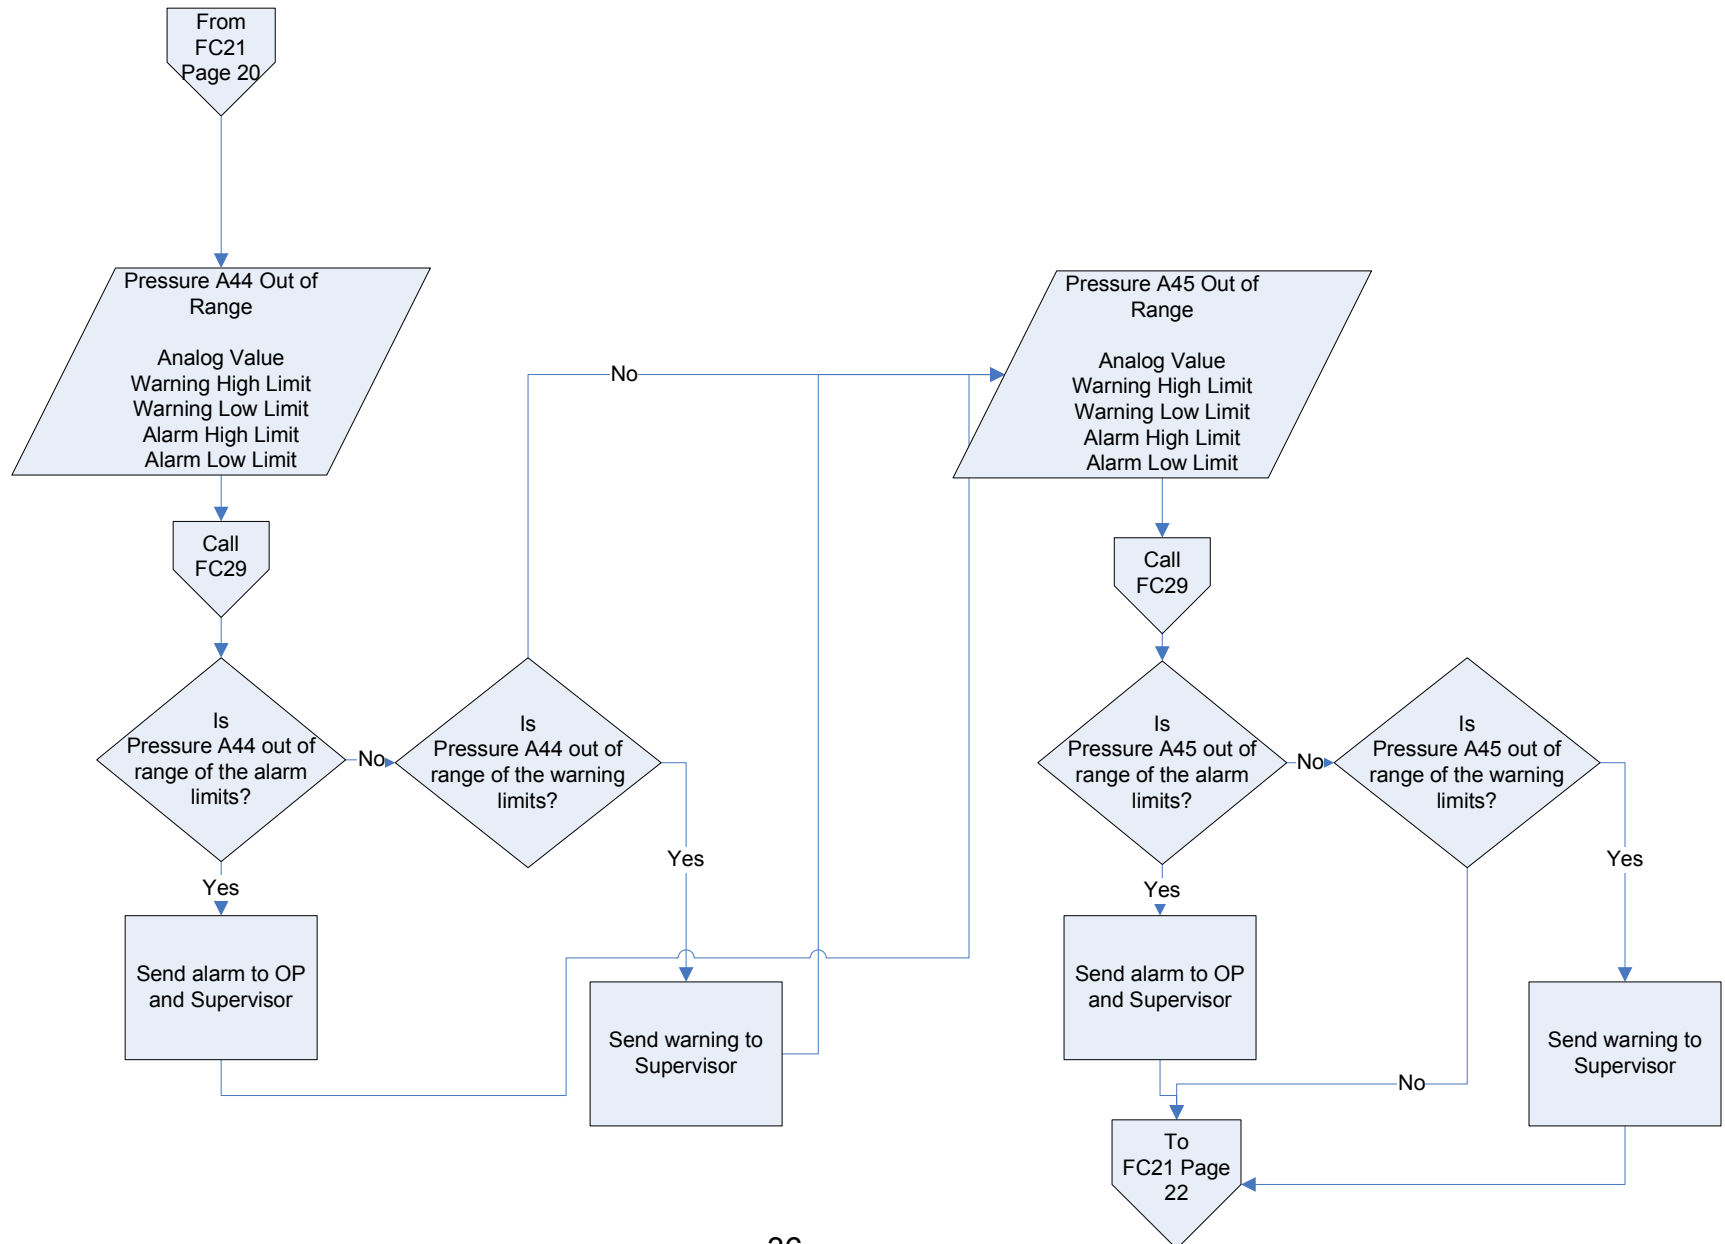 From
FC21
Page 20
Pressure A44 Out of
Range
Analog Value
Warning High Limit
Warning Low Limit
Alarm High Limit
Alarm Low Limit
Call
FC29
Is
Pressure A44 out of
range of the alarm
limits?
No
Is
Pressure A44 out of
range of the warning
limits?
No
Yes
Yes
Send alarm to OP
and Supervisor
Send warning to
Supervisor
Pressure A45 Out of
Range
Analog Value
Warning High Limit
Warning Low Limit
Alarm High Limit
Alarm Low Limit
Call
FC29
Is
Pressure A45 out of
range of the alarm
limits?
No
Is
Pressure A45 out of
range of the warning
limits?
Yes
Yes
Send alarm to OP
and Supervisor
Send warning to
Supervisor
No
To
FC21 Page
22